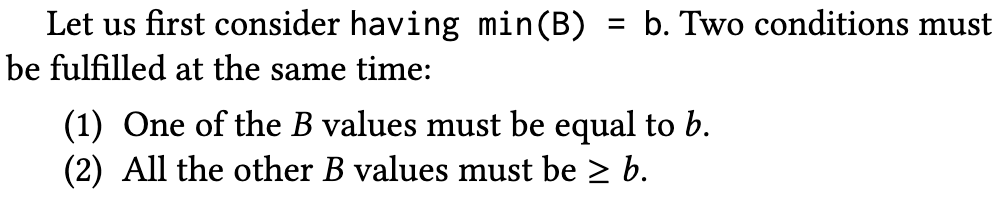 Let us first consider having min(B) = b. Two conditions must
be fulfilled at the same time:
(1) One of the B values must be equal to b.
(2) All the other B values must be ≥ b.